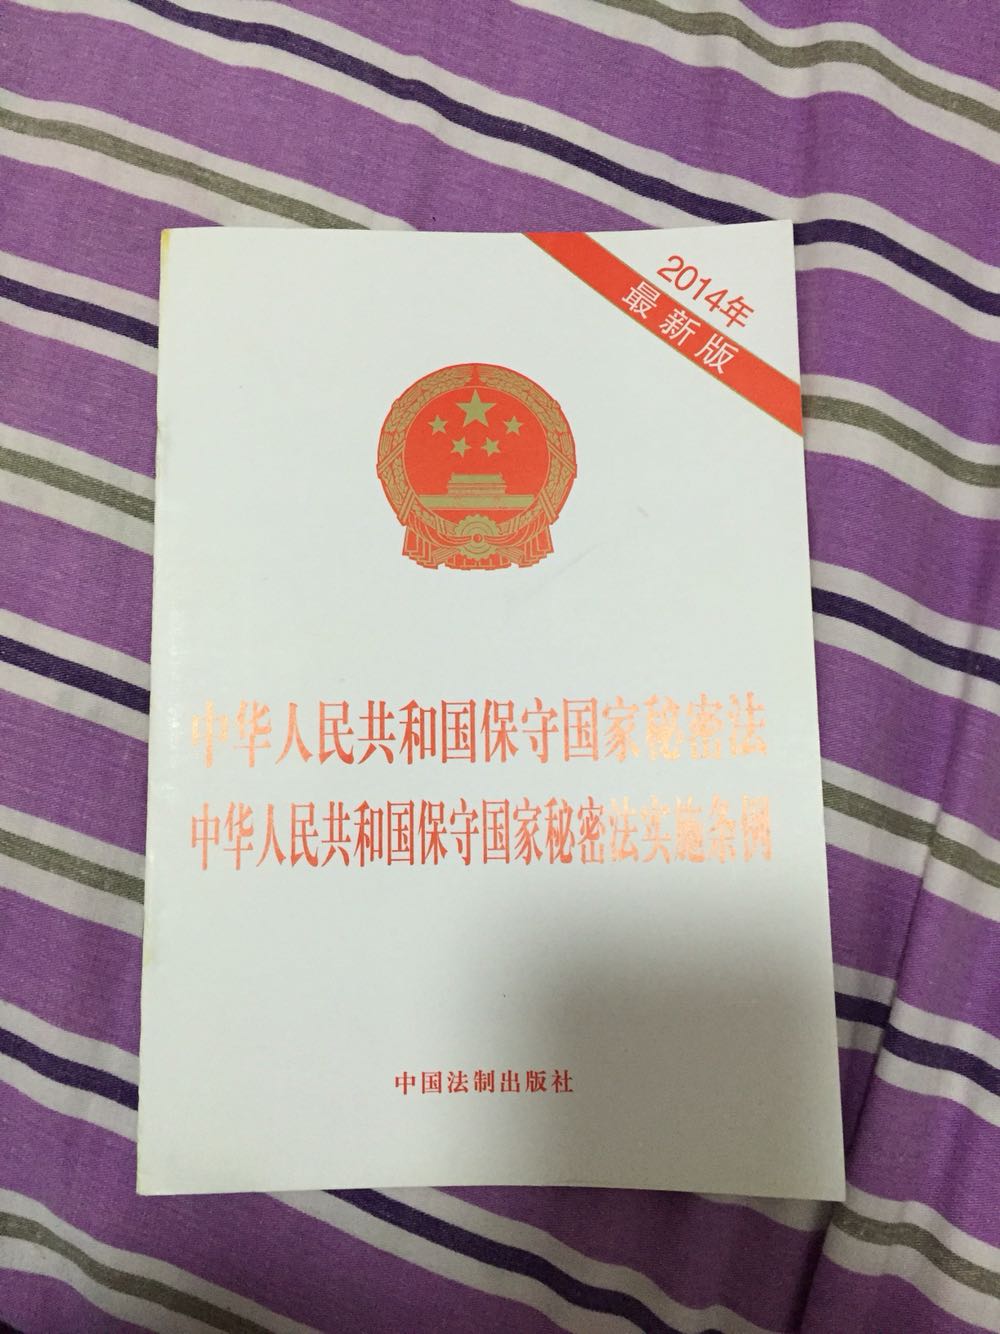 2014年
最新版
中华人民共和国保守国家秘密法
中华人民共和国保守国家秘密法实施条例
中国法制出版社